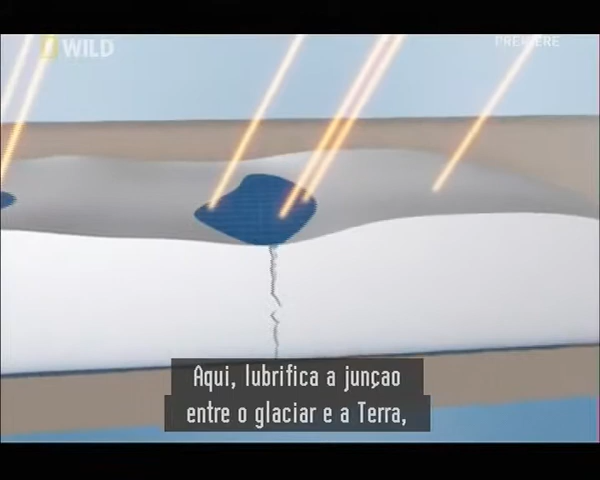 WILD
PREMIERE
Aqui, lubrifica a junçao
entre o glaciar e a Terra,